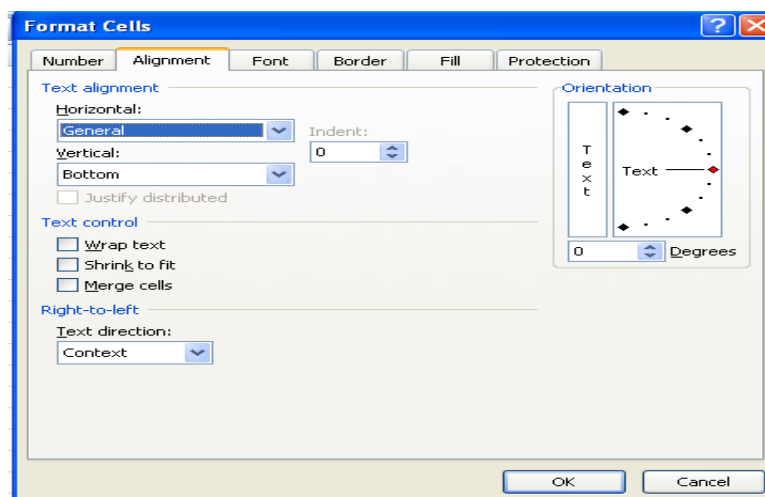 Format Cells
Number Alignment Font Border Fill Protection
Text alignment
Horizontal:
General
Indent:
0
Vertical:
Bottom
Justify distributed
Text control
Wrap text
Shrink to fit
Merge cells
Right-to-left
Text direction:
Context
Orientation
Text
Text
0 Degrees
OK Cancel